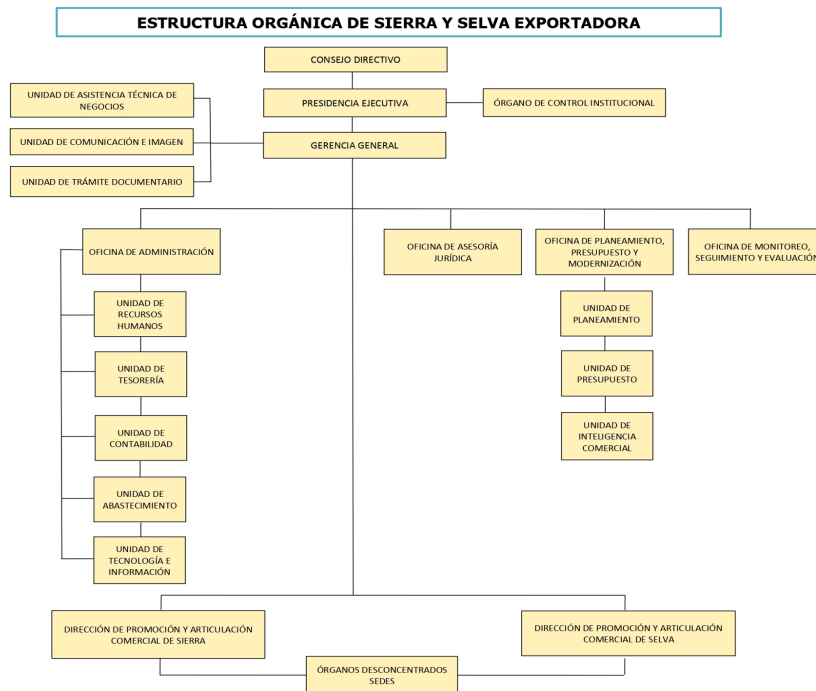 ESTRUCTURA ORGÁNICA DE SIERRA Y SELVA EXPORTADORA
CONSEJO DIRECTIVO
UNIDAD DE ASISTENCIA TÉCNICA DE
NEGOCIOS
PRESIDENCIA EJECUTIVA
ÓRGANO DE CONTROL INSTITUCIONAL
UNIDAD DE COMUNICACIÓN E IMAGEN
GERENCIA GENERAL
UNIDAD DE TRÁMITE DOCUMENTARIO
OFICINA DE ADMINISTRACIÓN
OFICINA DE ASESORÍA
JURÍDICA
OFICINA DE PLANEAMIENTO,
PRESUPUESTO Y
MODERNIZACIÓN
OFICINA DE MONITOREO,
SEGUIMIENTO Y EVALUACIÓN
UNIDAD DE
RECURSOS
HUMANOS
UNIDAD DE
PLANEAMIENTO
UNIDAD DE
TESORERÍA
UNIDAD DE
PRESUPUESTO
UNIDAD DE
CONTABILIDAD
UNIDAD DE
INTELIGENCIA
COMERCIAL
UNIDAD DE
ABASTECIMIENTO
UNIDAD DE
TECNOLOGÍA E
INFORMACIÓN
DIRECCIÓN DE PROMOCIÓN Y ARTICULACIÓN
COMERCIAL DE SIERRA
DIRECCIÓN DE PROMOCIÓN Y ARTICULACIÓN
COMERCIAL DE SELVA
ÓRGANOS DESCONCENTRADOS
SEDES